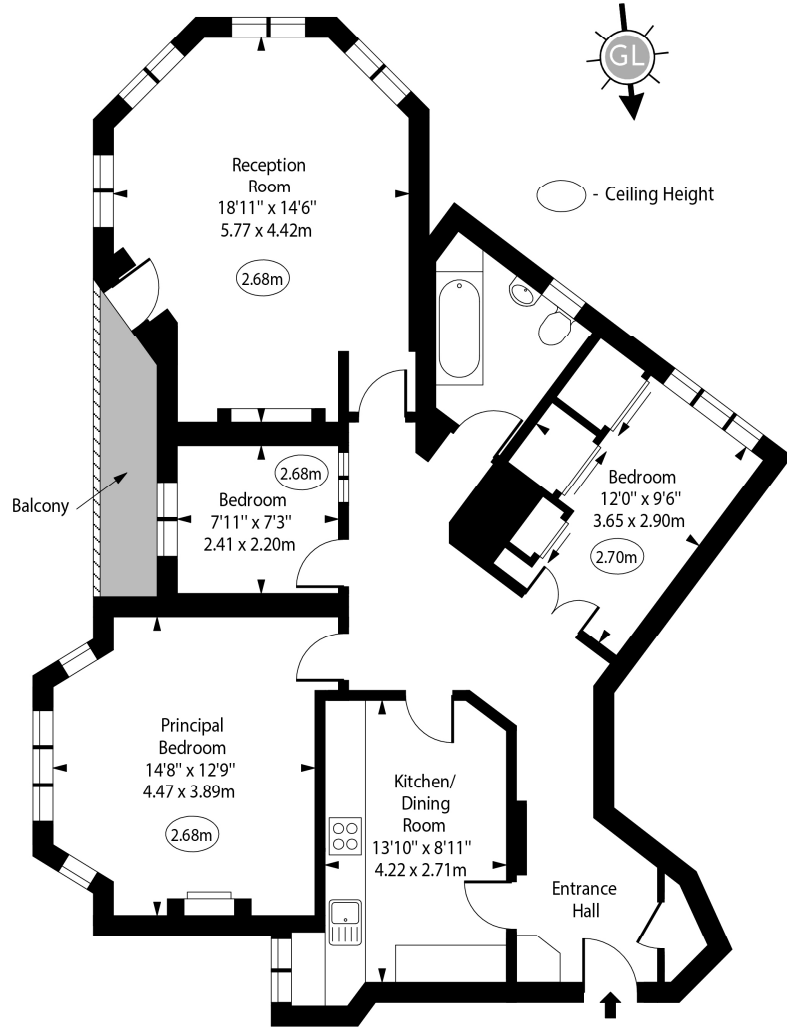 GL
Reception
Room
18'11" x 14'6"
5.77 x 4.42m
2.68m
- Ceiling Height
Balcony
2.68m
Bedroom
7'11" x 7'3"
2.41 x 2.20m
Bedroom
12'0" x 9'6"
3.65 x 2.90m
2.70m
Principal
Bedroom
14'8" x 12'9"
4.47 x 3.89m
2.68m
Kitchen/
Dining
Room
13'10" x 8'11"
4.22 x 2.71m
Entrance
Hall